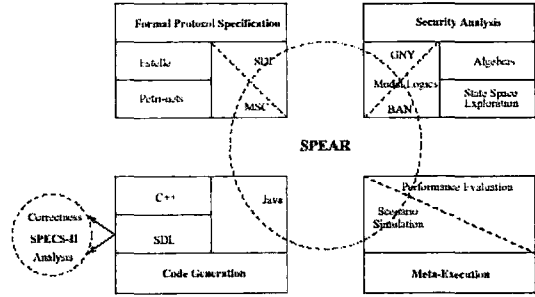 Formal Protocol Specification
Security Analysis
Estelle
SDL
GNY
Algebras
Modal Logics
Petri-nets
MSC
BAN
State Space
Exploration
SPEAR
C++
Java
Performance Evaluation
Scenario
Simulation
Correctness
SPECS-II
Analysis
SDL
Code Generation
Meta-Execution